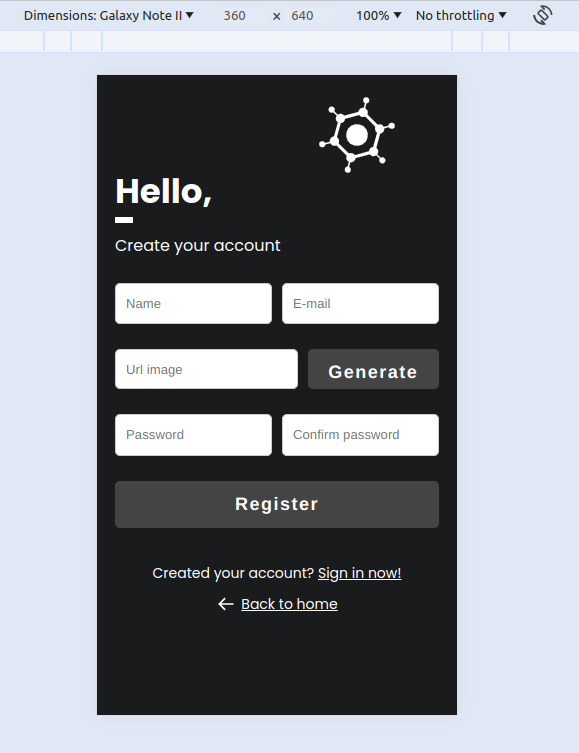 Dimensions: Galaxy Note II 360 × 640 100% No throttling
Hello,
Create your account
Name E-mail
Url image Generate
Password Confirm password
Register
Created your account? Sign in now!
Back to home